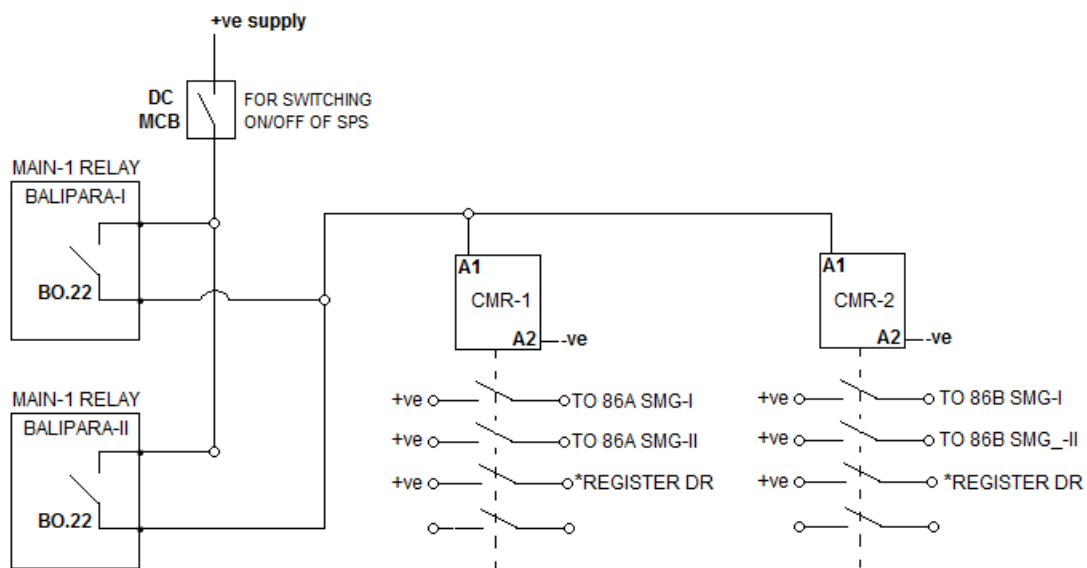 +ve supply
DC
MCB
FOR SWITCHING
ON/OFF OF SPS
MAIN-1 RELAY
BALIPARA-I
BO.22
MAIN-1 RELAY
BALIPARA-II
BO.22
A1
CMR-1
A2
-ve
+ve
TO 86A SMG-I
+ve
TO 86A SMG-II
+ve
*REGISTER DR
A1
CMR-2
A2
-ve
+ve
TO 86B SMG-I
+ve
TO 86B SMG_-II
+ve
*REGISTER DR